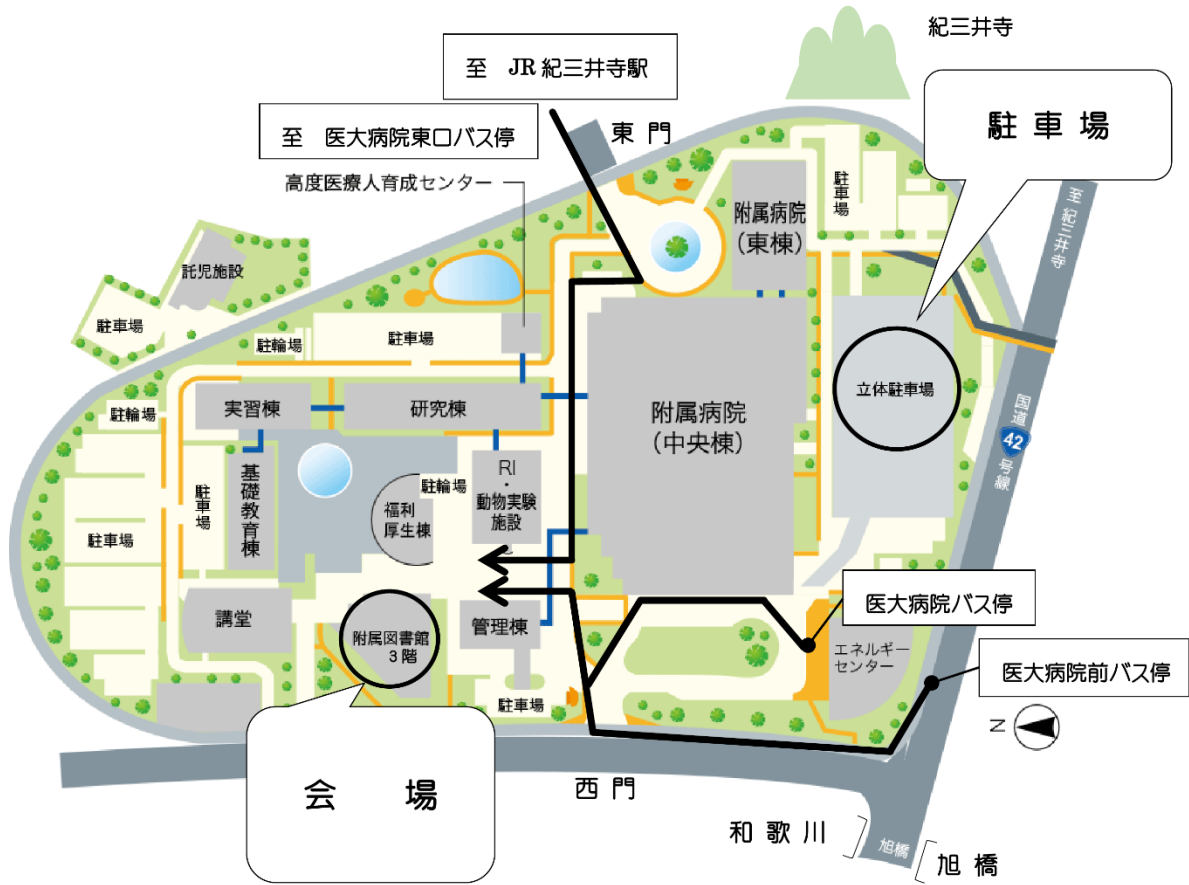 紀三井寺
至 JR紀三井寺駅
駐車場
至 医大病院東口バス停
東門
高度医療人育成センター
附属病院
(東棟)
駐車場
至紀三井寺
託児施設
駐車場
駐輪場
駐車場
立体駐車場
駐輪場
実習棟
研究棟
附属病院
(中央棟)
国道
42
号線
駐車場
基礎教育棟
福利
厚生棟
駐輪場
RI
・
動物実験
施設
駐車場
講堂
附属図書館
3階
管理棟
医大病院バス停
エネルギー
センター
医大病院前バス停
駐車場
N
会場
西門
和歌川
旭橋
旭橋